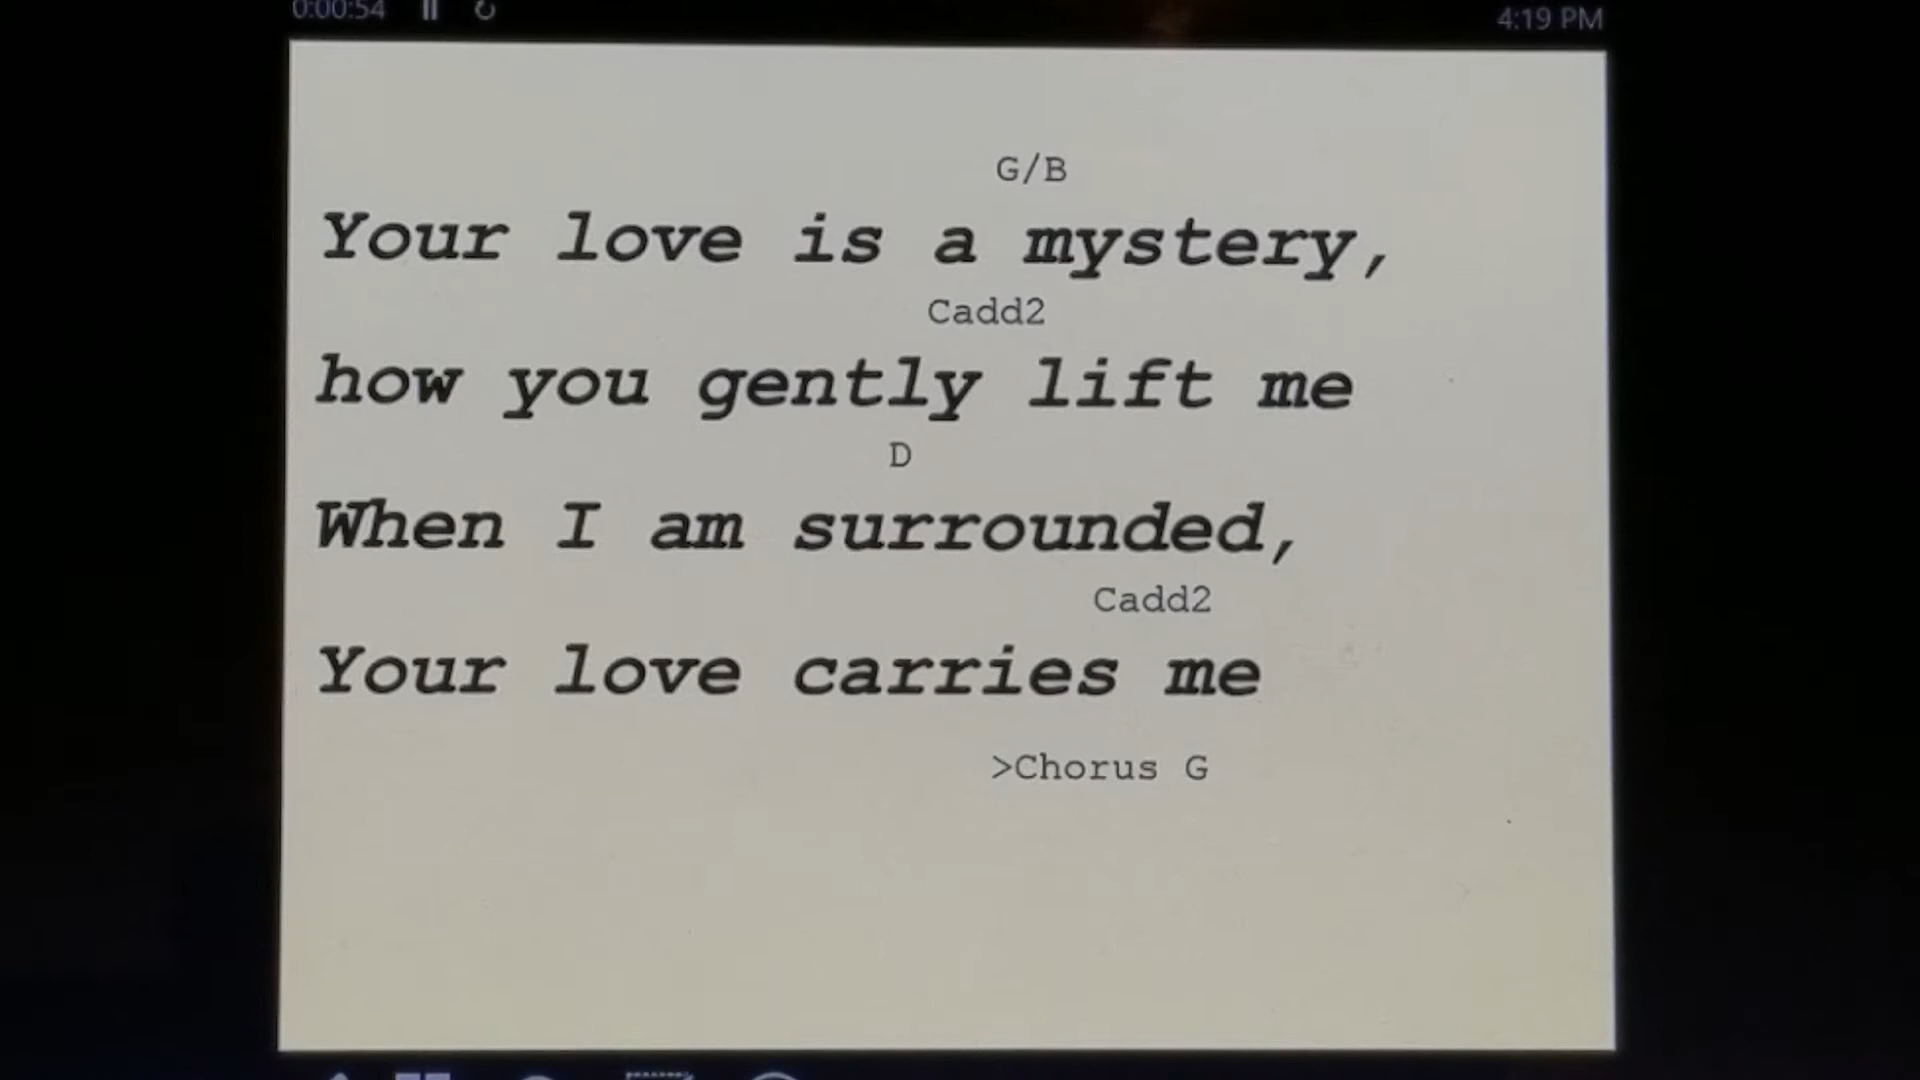 0:00:54 4:19 PM
G/B
Your love is a mystery,
Cadd2
how you gently lift me
D
When I am surrounded,
Cadd2
Your love carries me
>Chorus G